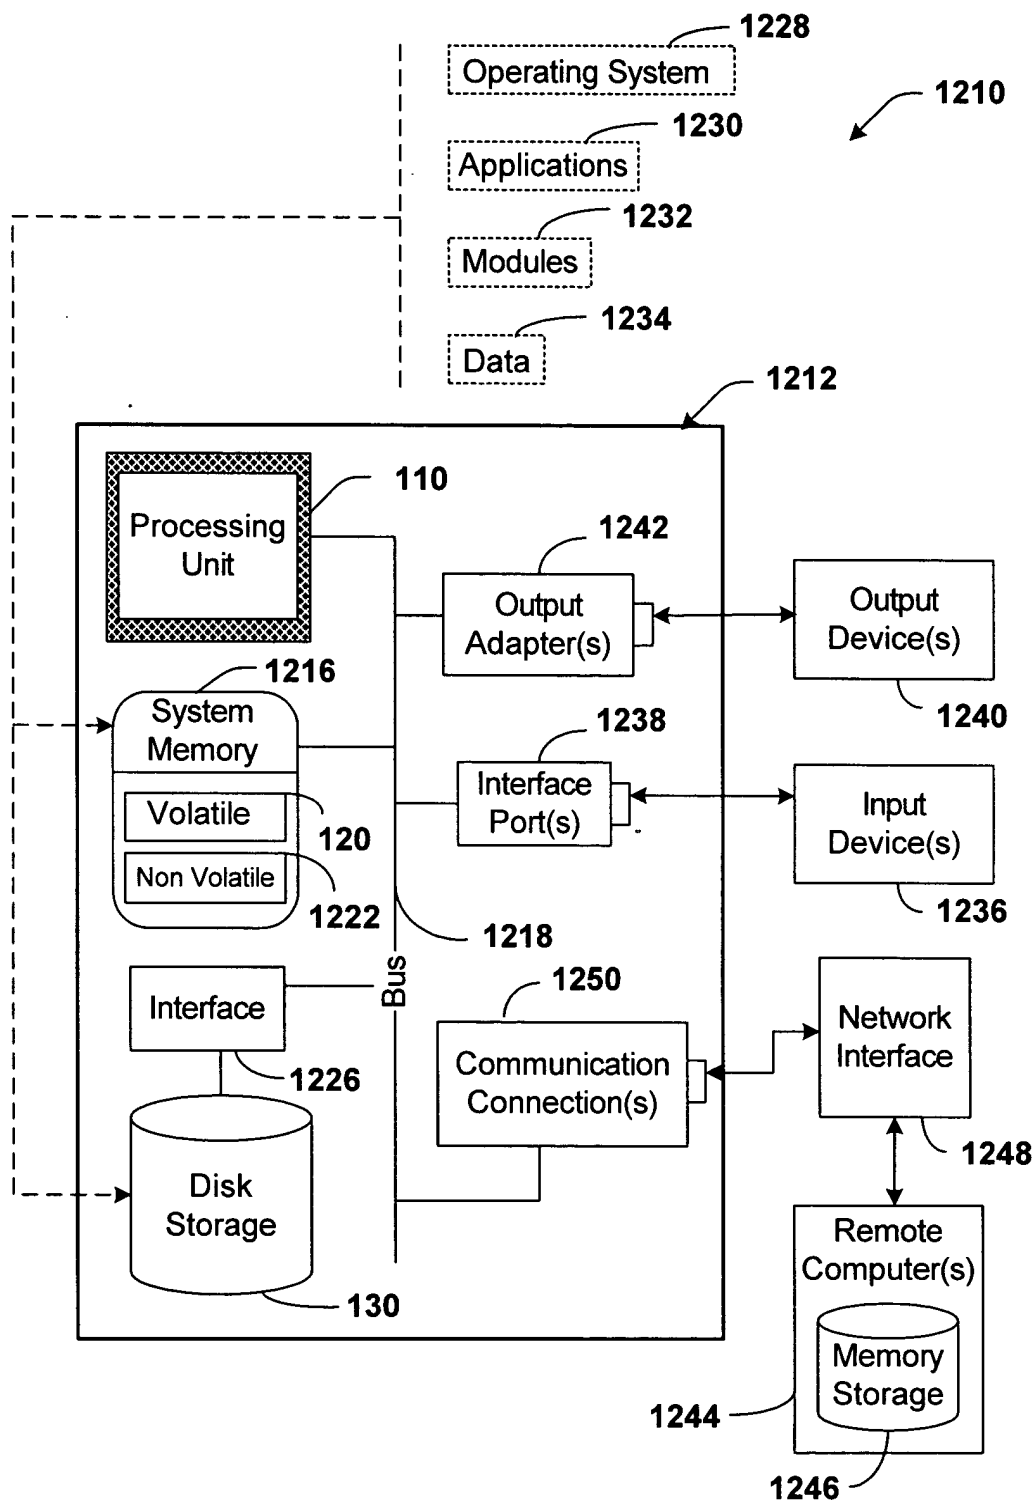 1228
Operating System
1210
1230
Applications
1232
Modules
1234
Data
1212
110
Processing
Unit
1242
Output
Adapter(s)
Output
Device(s)
1240
1216
System
Memory
1238
Interface
Port(s)
Input
Device(s)
1236
Volatile
120
Non Volatile
1222
1218
Bus
1250
Interface
1226
Communication
Connection(s)
Network
Interface
1248
Disk
Storage
130
Remote
Computer(s)
Memory
Storage
1244
1246